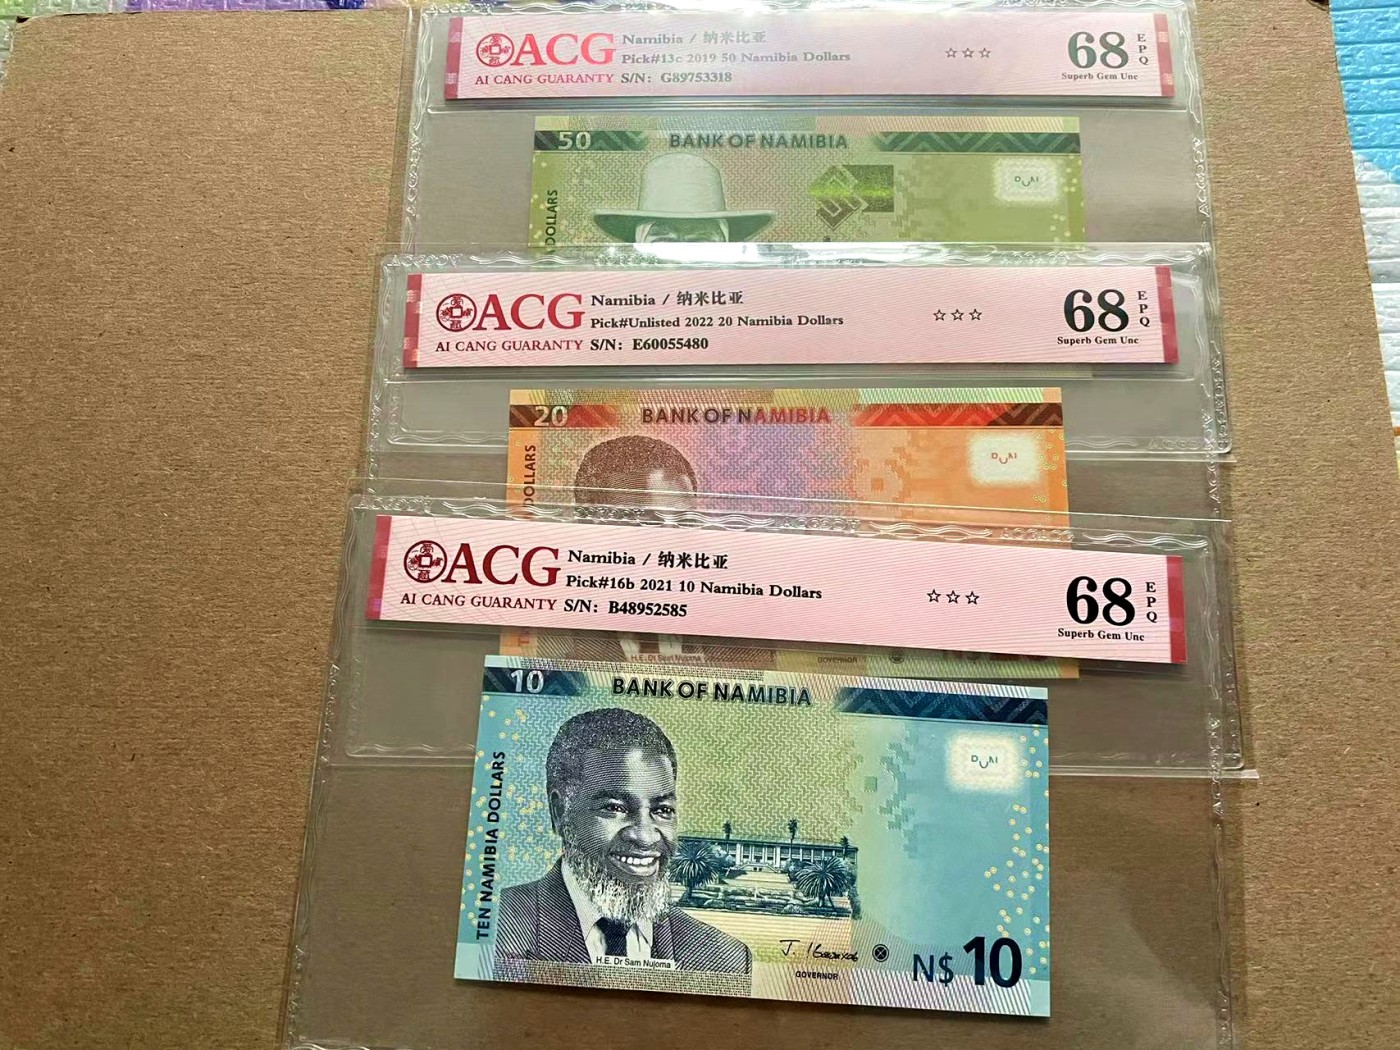 ACG
AI CANG GUARANTY
Namibia / 纳米比亚
Pick#13c 2019 50 Namibia Dollars
S/N: G89753318
☆☆☆
68
EPQ
Superb Gem Unc
50
BANK OF NAMIBIA
DOLLARS
ACG
AI CANG GUARANTY
Namibia / 纳米比亚
Pick#Unlisted 2022 20 Namibia Dollars
S/N: E60055480
☆☆☆
68
EPQ
Superb Gem Unc
20
BANK OF NAMIBIA
DOLLARS
ACG
AI CANG GUARANTY
Namibia / 纳米比亚
Pick#16b 2021 10 Namibia Dollars
S/N: B48952585
☆☆☆
68
EPQ
Superb Gem Unc
H.E. Dr Sam Nujoma
GOVERNOR
10
BANK OF NAMIBIA
TEN NAMIBIA DOLLARS
H.E. Dr Sam Nujoma
GOVERNOR
N$ 10